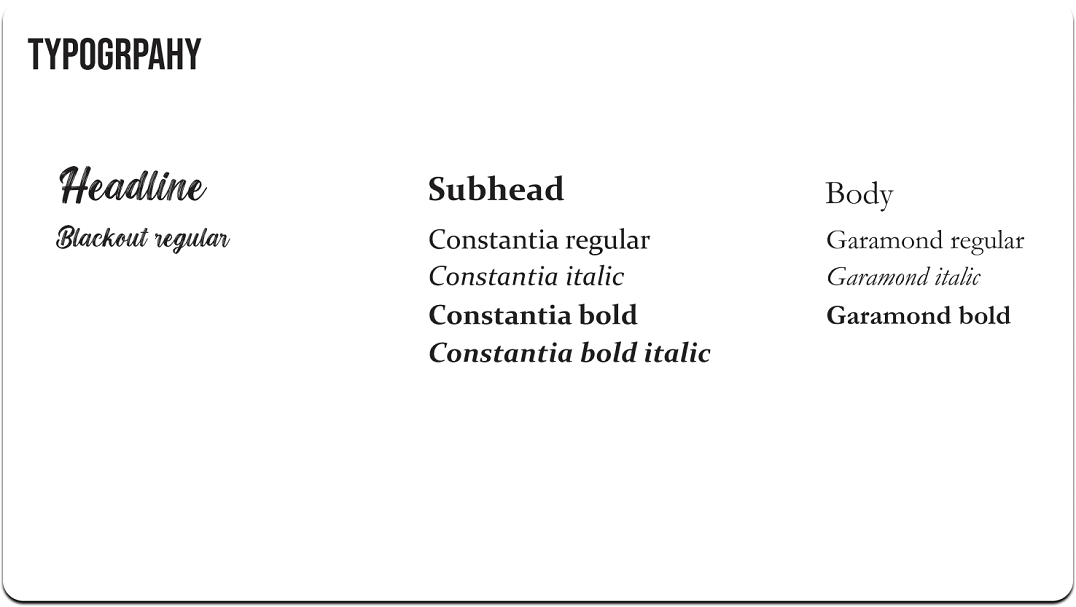 TYPOGRPAHY
Headline
Blackout regular
Subhead
Constantia regular
Constantia italic
Constantia bold
Constantia bold italic
Body
Garamond regular
Garamond italic
Garamond bold